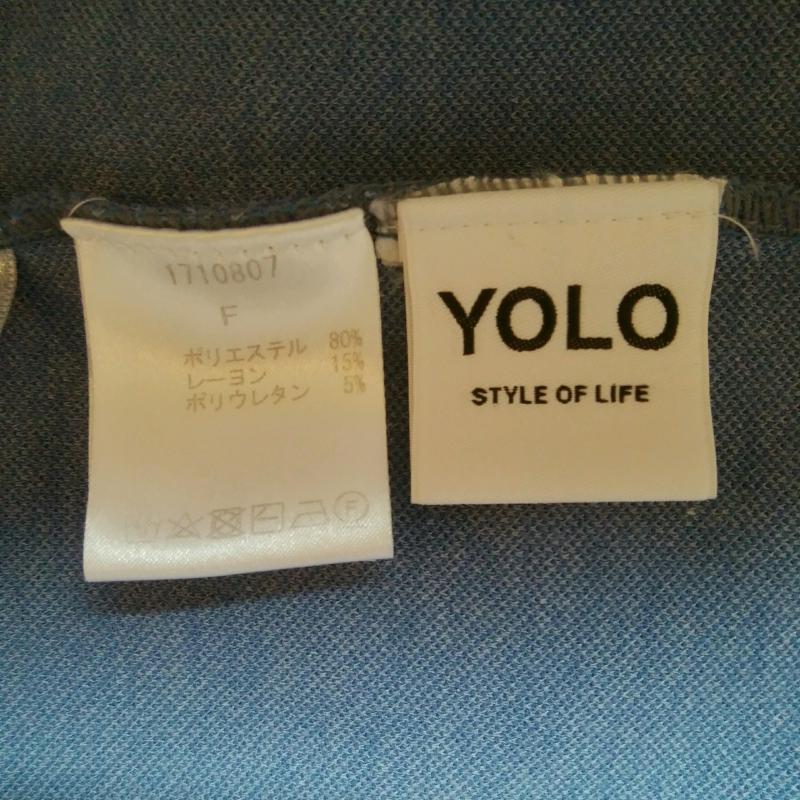 1710807
F
ポリエステル 80%
レーヨン 15%
ポリウレタン 5%
F
YOLO
STYLE OF LIFE